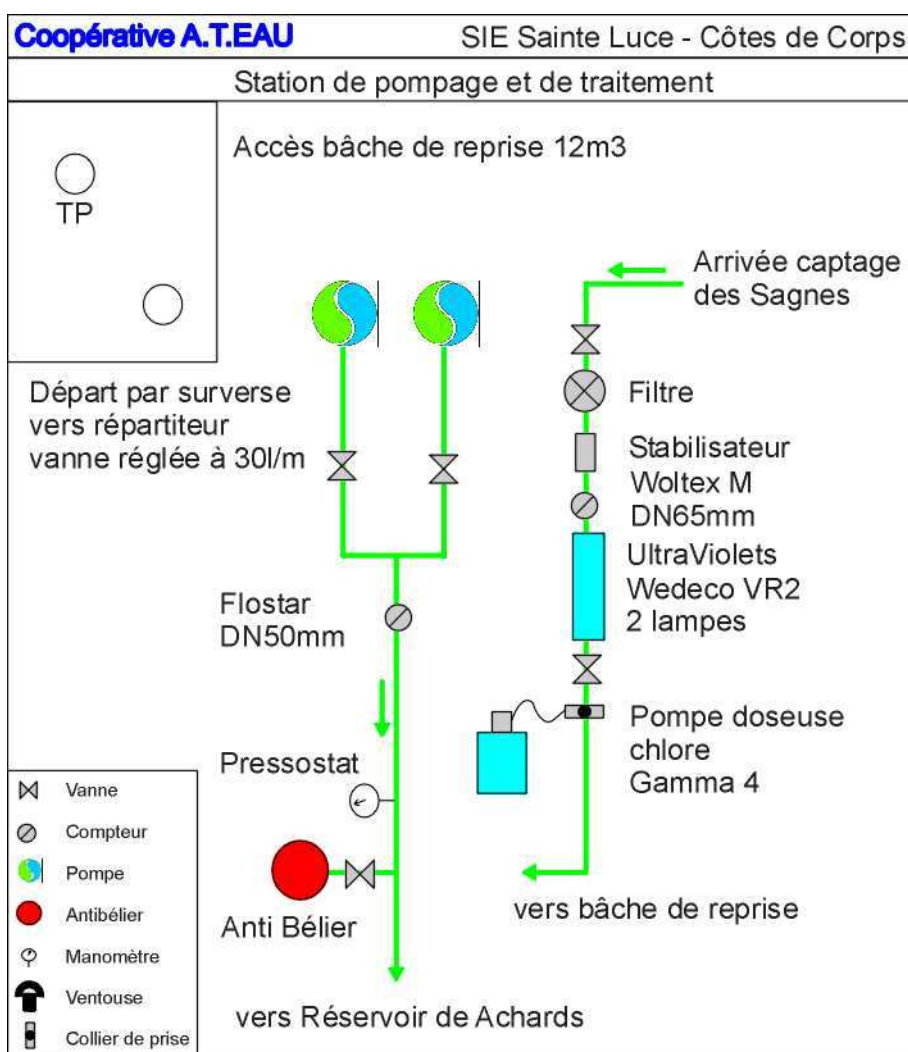 Coopérative A.T.EAU
SIE Sainte Luce - Côtes de Corps
Station de pompage et de traitement
Accès bâche de reprise 12m3
TP
Arrivée captage
des Sagnes
Départ par surverse
vers répartiteur
vanne réglée à 30l/m
Filtre
Stabilisateur
Woltex M
DN65mm
UltraViolets
Wedeco VR2
2 lampes
Flostar
DN50mm
Pompe doseuse
chlore
Gamma 4
Pressostat
Anti Bélier
vers bâche de reprise
vers Réservoir de Achards
Vanne
Compteur
Pompe
Antibélier
Manomètre
Ventouse
Collier de prise